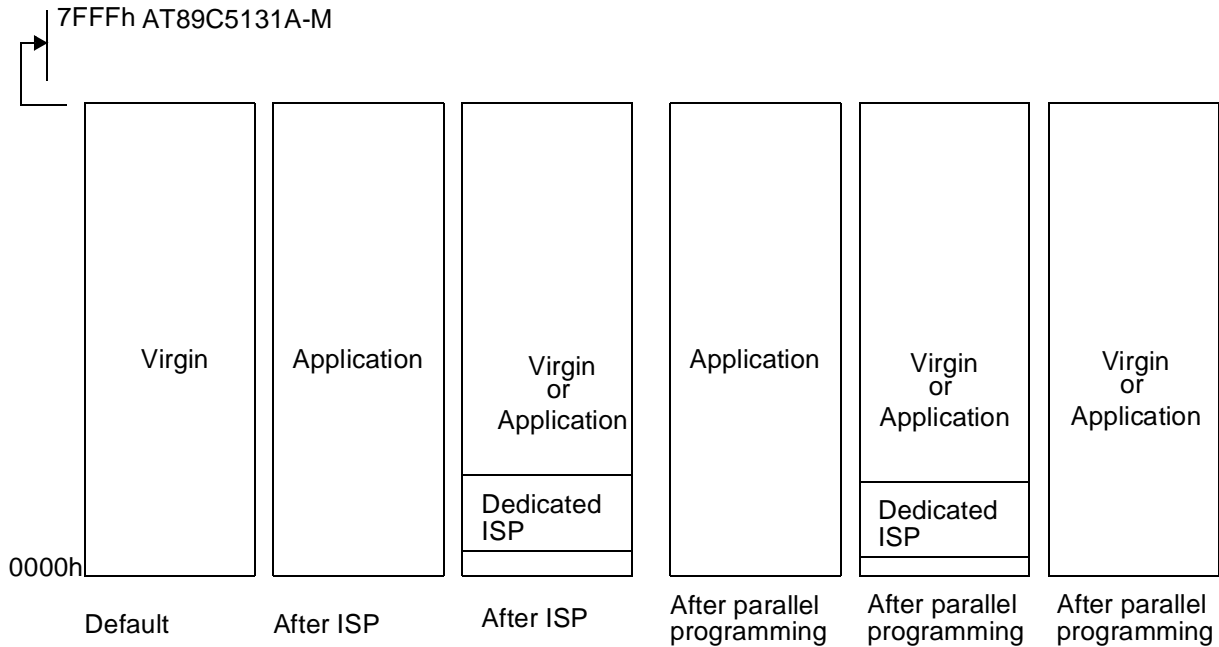 7FFFh AT89C5131A-M
Virgin
Application
Virgin
or
Application
Application
Virgin
or
Application
Virgin
or
Application
Dedicated
ISP
Dedicated
ISP
0000h
Default
After ISP
After ISP
After parallel
programming
After parallel
programming
After parallel
programming